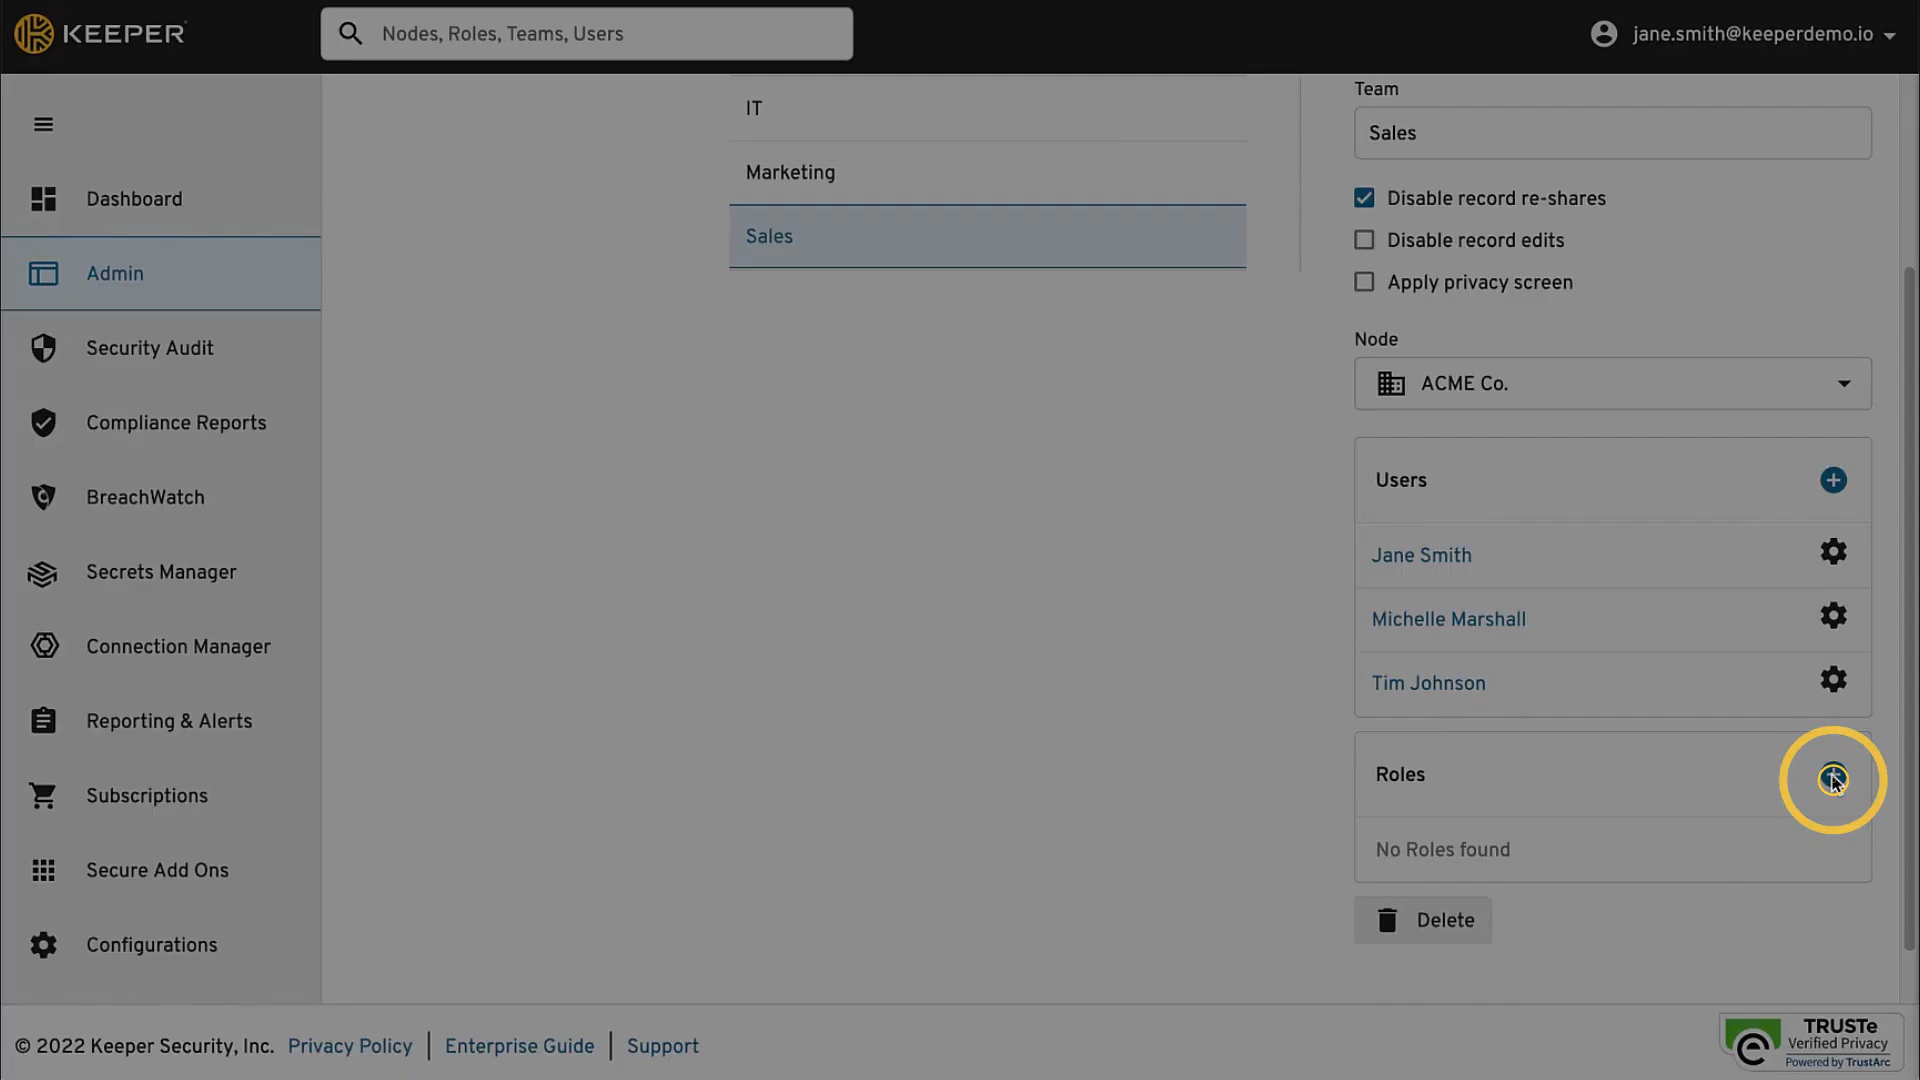 KEEPER
Nodes, Roles, Teams, Users
jane.smith@keeperdemo.io
Dashboard
Admin
Security Audit
Compliance Reports
BreachWatch
Secrets Manager
Connection Manager
Reporting & Alerts
Subscriptions
Secure Add Ons
Configurations
IT
Marketing
Sales
Team
Sales
Disable record re-shares
Disable record edits
Apply privacy screen
Node
ACME Co.
Users
Jane Smith
Michelle Marshall
Tim Johnson
Roles
No Roles found
Delete
© 2022 Keeper Security, Inc. Privacy Policy | Enterprise Guide | Support
TRUSTe
Verified Privacy
Powered by TrustArc